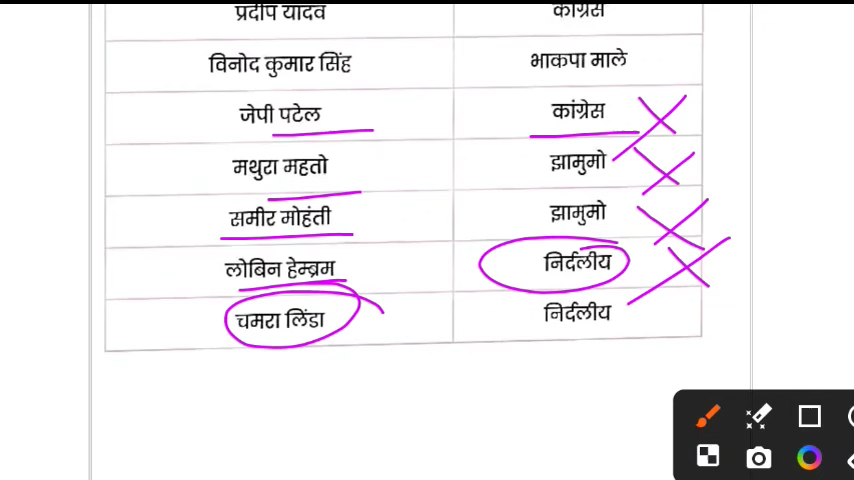 प्रदीप यादव कांग्रेस
विनोद कुमार सिंह भाकपा माले
जेपी पटेल कांग्रेस
मथुरा महतो झामुमो
समीर मोहंती झामुमो
लोबिन हेम्ब्रम निर्दलीय
चमरा लिंडा निर्दलीय